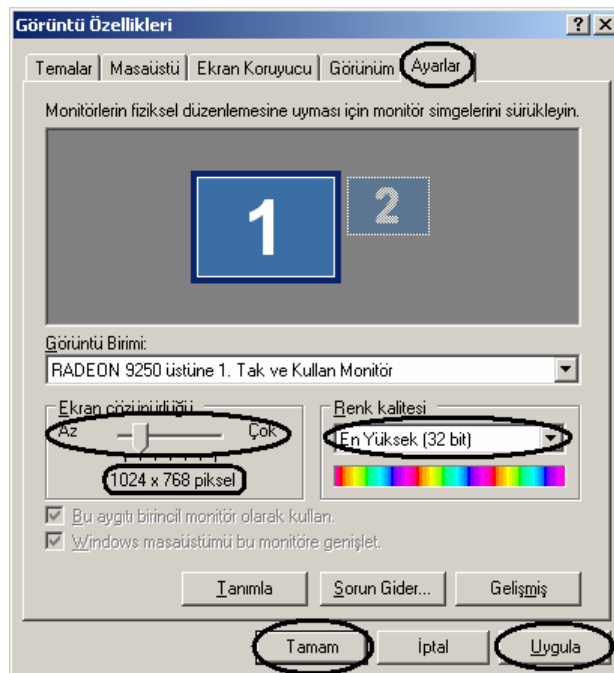 Görüntü Özellikleri
Temalar Masaüstü Ekran Koruyucu Görünüm Ayarlar
Monitörlerin fiziksel düzenlemesine uyması için monitör simgelerini sürükleyin.
1 2
Görüntü Birimi:
RADEON 9250 üstüne 1. Tak ve Kullan Monitör
Ekran çözünürlüğü
Az Çok
1024 x 768 piksel
Renk kalitesi
En Yüksek (32 bit)
Bu aygıtı birincil monitör olarak kullan.
Windows masaüstümü bu monitöre genişlet.
Tanımla Sorun Gider... Gelişmiş
Tamam İptal Uygula